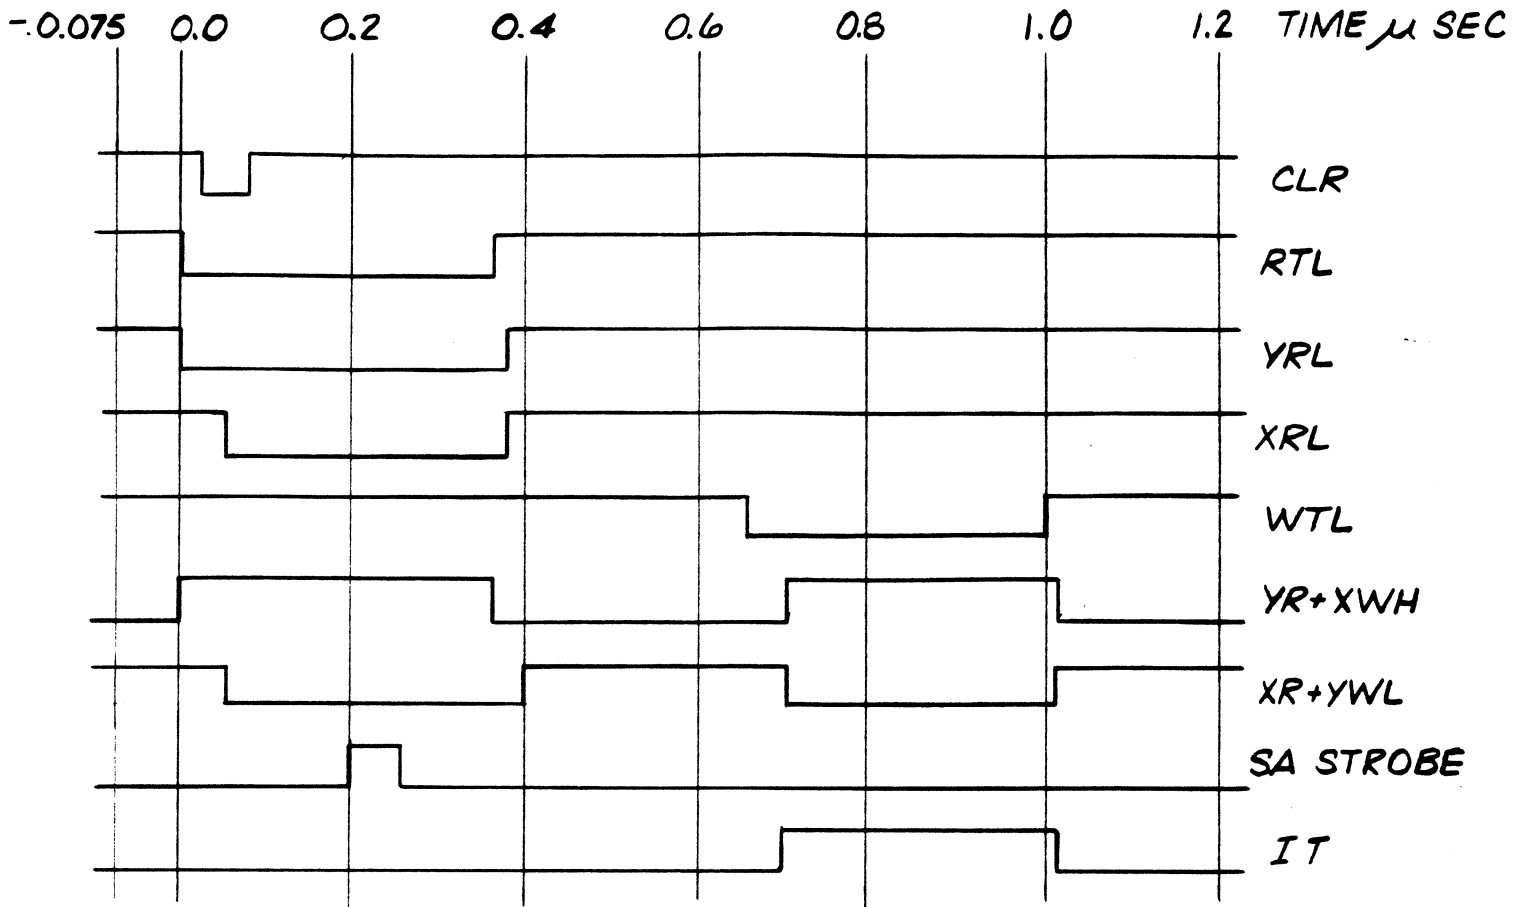 -.0.075 0.0 0.2 0.4 0.6 0.8 1.0 1.2 TIME μ SEC
CLR
RTL
YRL
XRL
WTL
YR+XWH
XR+YWL
SA STROBE
IT